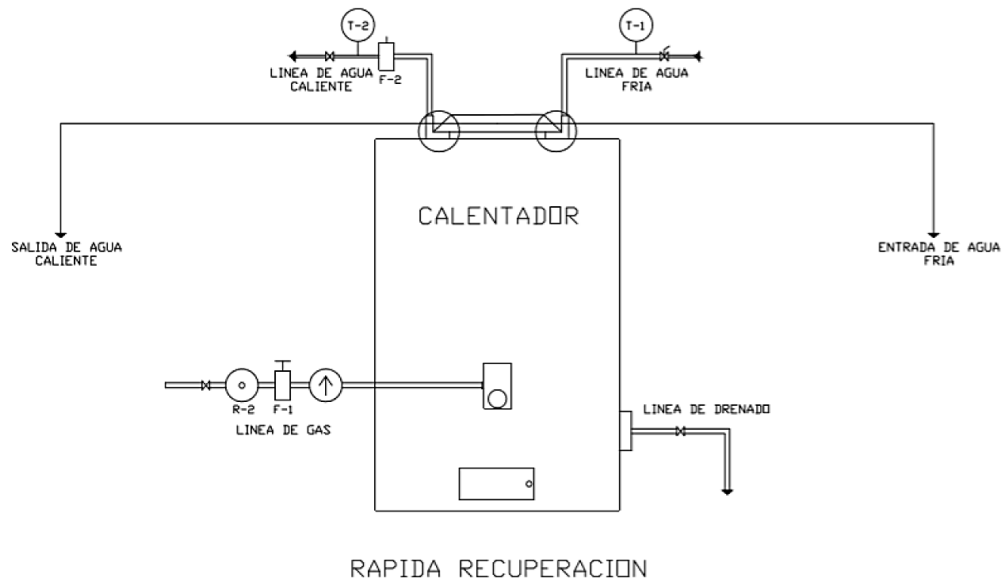 T-2
T-1
LINEA DE AGUA
CALIENTE
F-2
LINEA DE AGUA
FRIA
CALENTADOR
SALIDA DE AGUA
CALIENTE
ENTRADA DE AGUA
FRIA
R-2
F-1
LINEA DE GAS
LINEA DE DRENADO
RAPIDA RECUPERACION